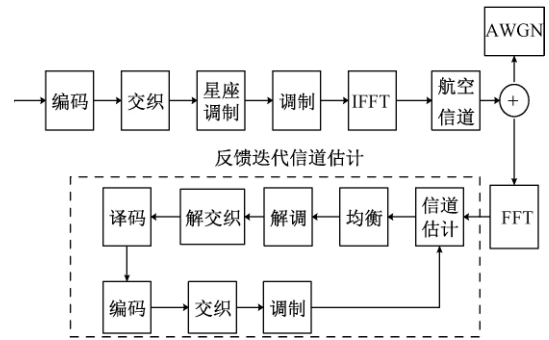 AWGN
编码
交织
星座
调制
调制
IFFT
航空
信道
+
反馈迭代信道估计
译码
解交织
解调
均衡
信道
估计
FFT
编码
交织
调制